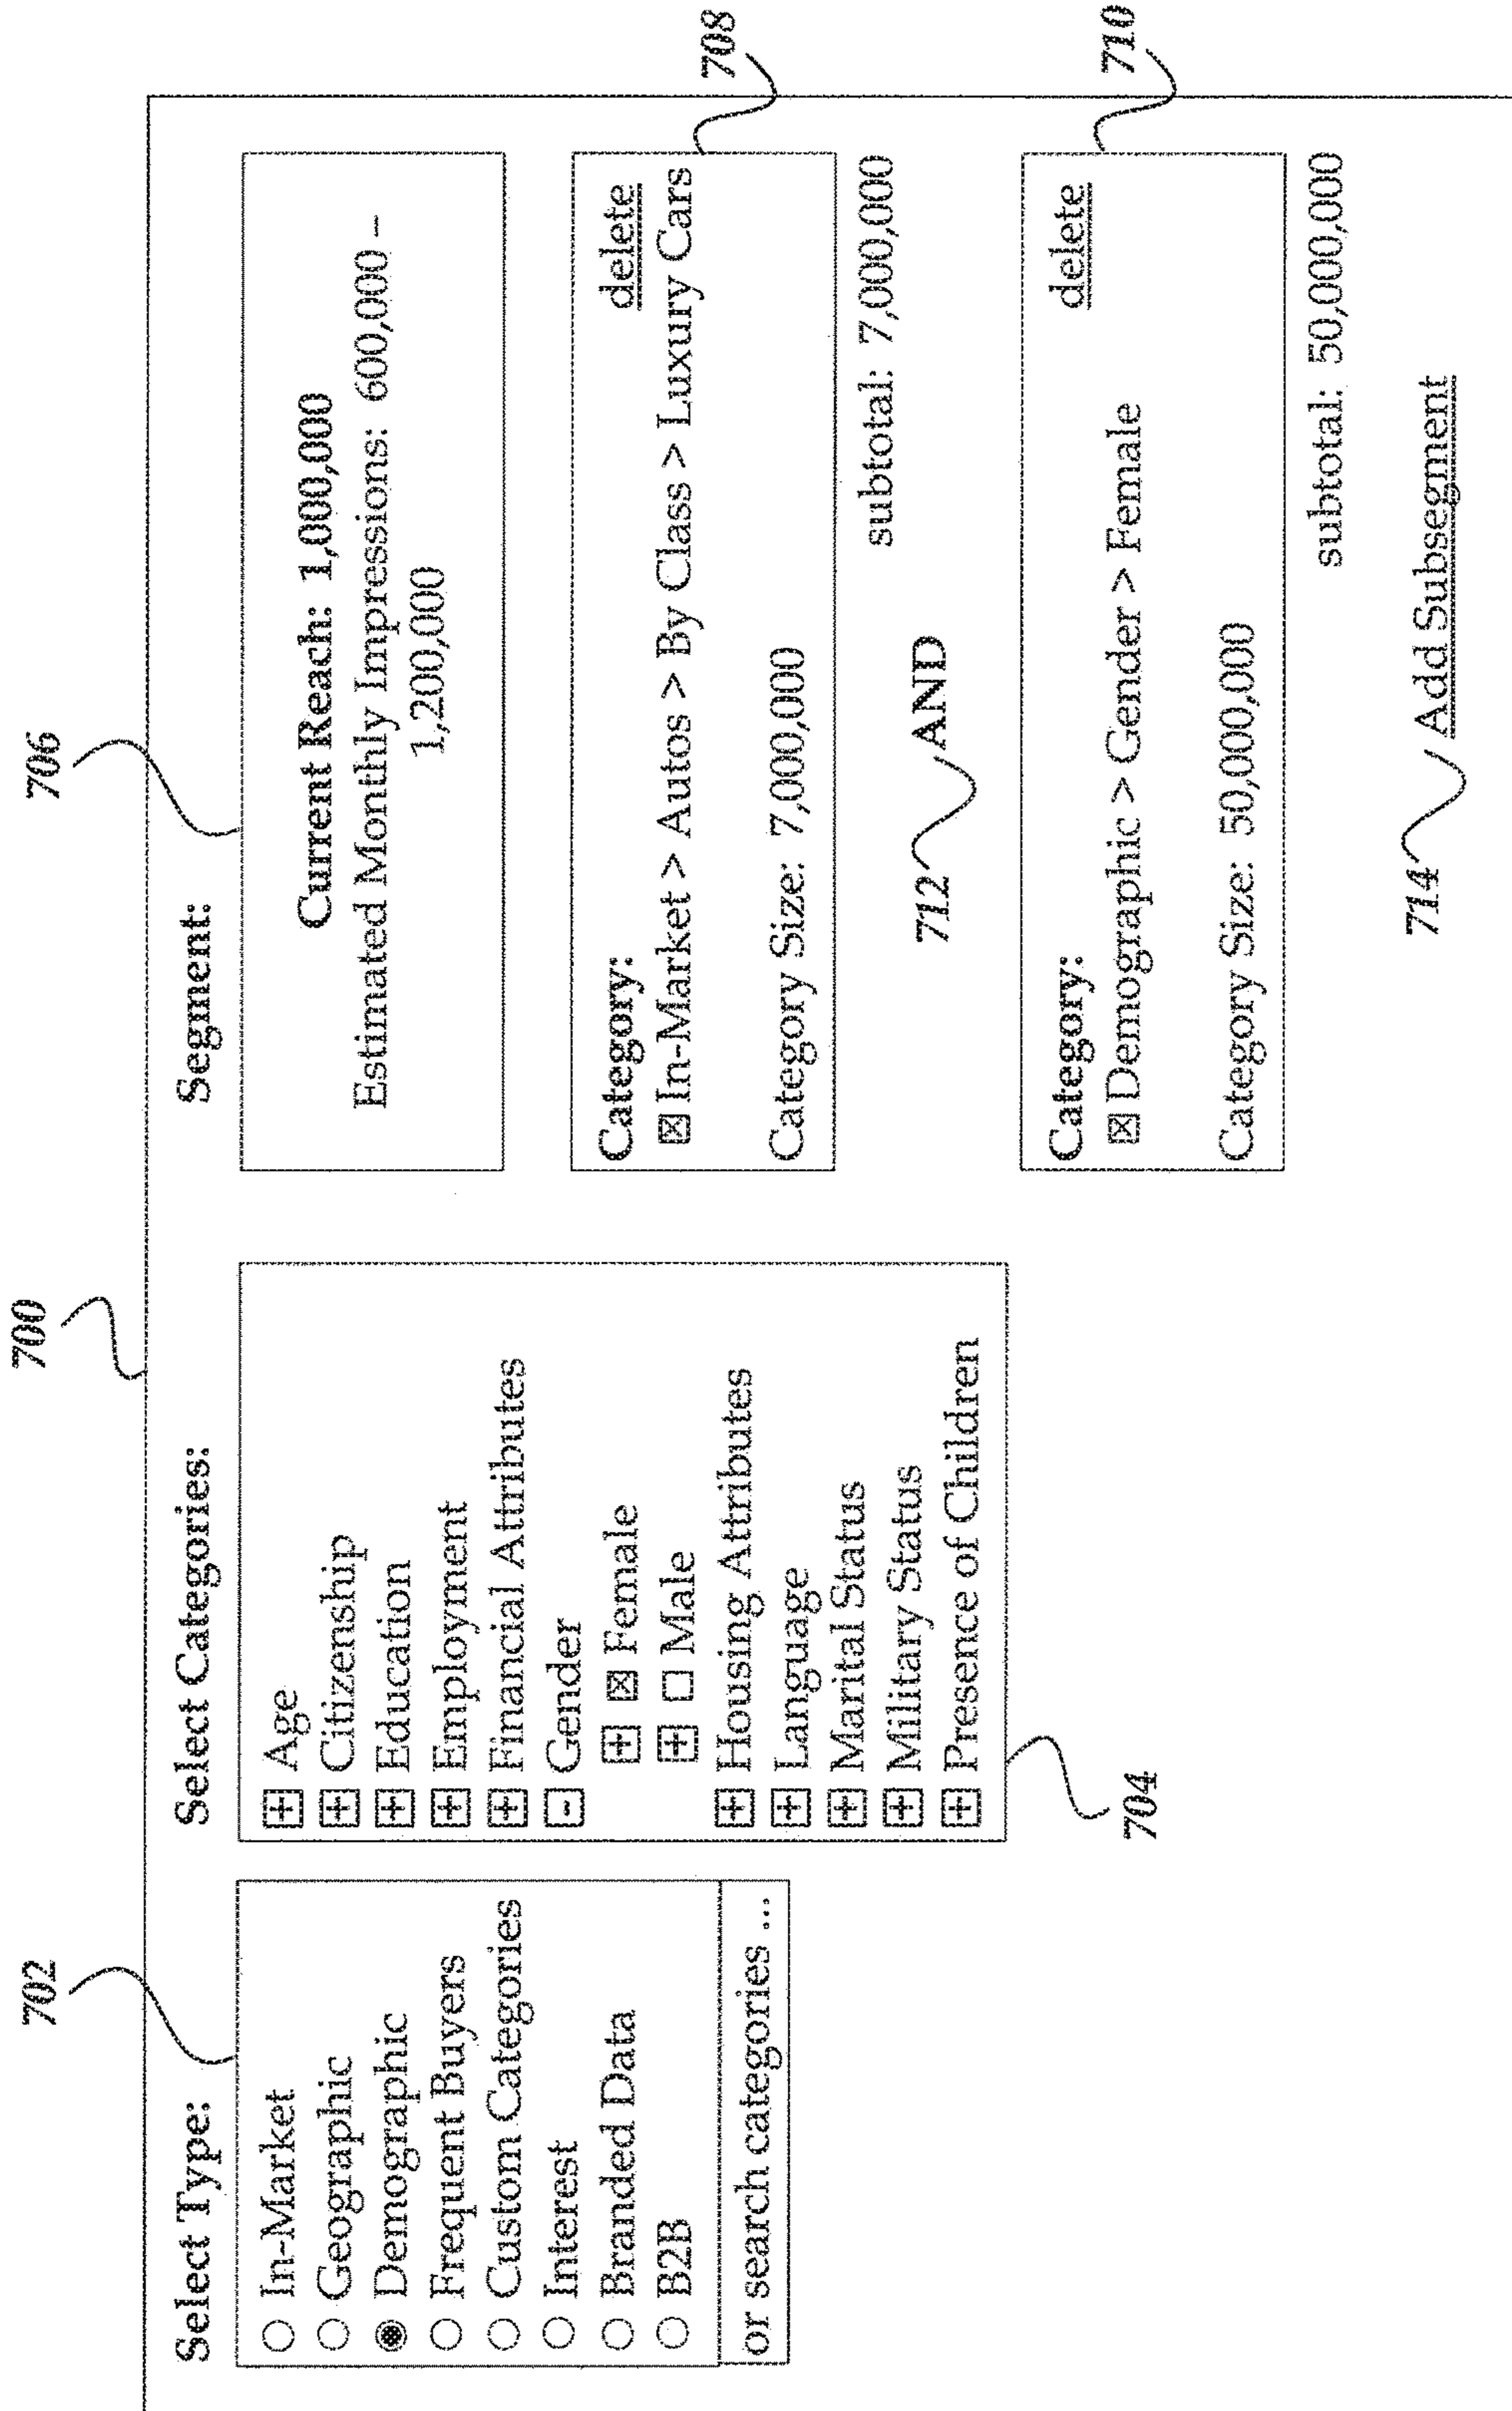 700
702
Select Type:
In-Market
Geographic
Demographic
Frequent Buyers
Custom Categories
Interest
Branded Data
B2B
or search categories ...
Select Categories:
Age
Citizenship
Education
Employment
Financial Attributes
Gender
Female
Male
Housing Attributes
Language
Marital Status
Military Status
Presence of Children
704
706
Segment:
Current Reach: 1,000,000
Estimated Monthly Impressions: 600,000 –
1,200,000
708
Category: delete
In-Market > Autos > By Class > Luxury Cars
Category Size: 7,000,000
subtotal: 7,000,000
712 AND
710
Category: delete
Demographic > Gender > Female
Category Size: 50,000,000
subtotal: 50,000,000
714 Add Subsegment